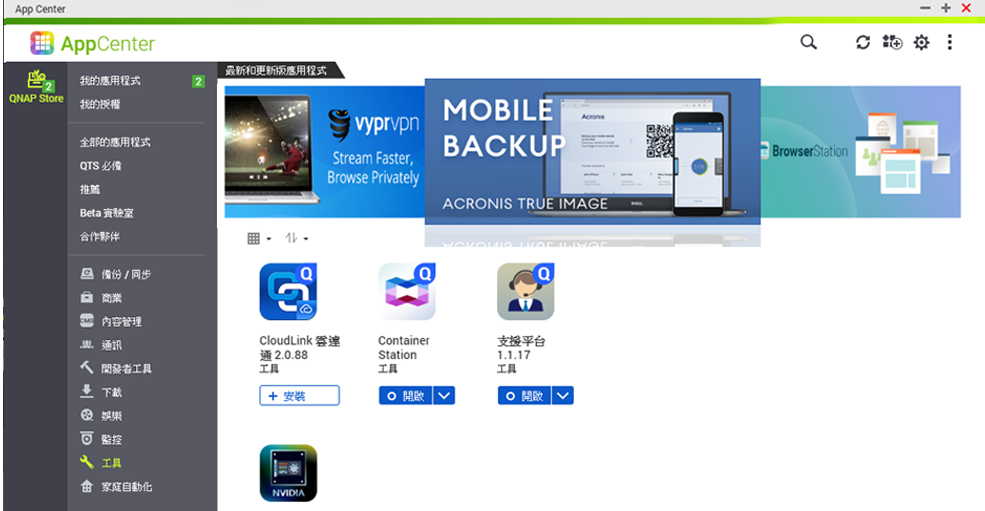 App Center
AppCenter
2
QNAP Store
我的應用程式
2
我的授權
全部的應用程式
QTS 必備
推薦
Beta 實驗室
合作夥伴
備份 / 同步
商業
CMS
內容管理
通訊
開發者工具
下載
娛樂
監控
工具
家庭自動化
最新和更新版應用程式
vyprvpn
Stream Faster,
Browse Privately
MOBILE
BACKUP
ACRONIS TRUE IMAGE
Acronis
DELL
BrowserStation
Q
CloudLink 雲達
通 2.0.88
工具
+ 安裝
Q
Container
Station
工具
開啟
Q
支援平台
1.1.17
工具
開啟
NVIDIA